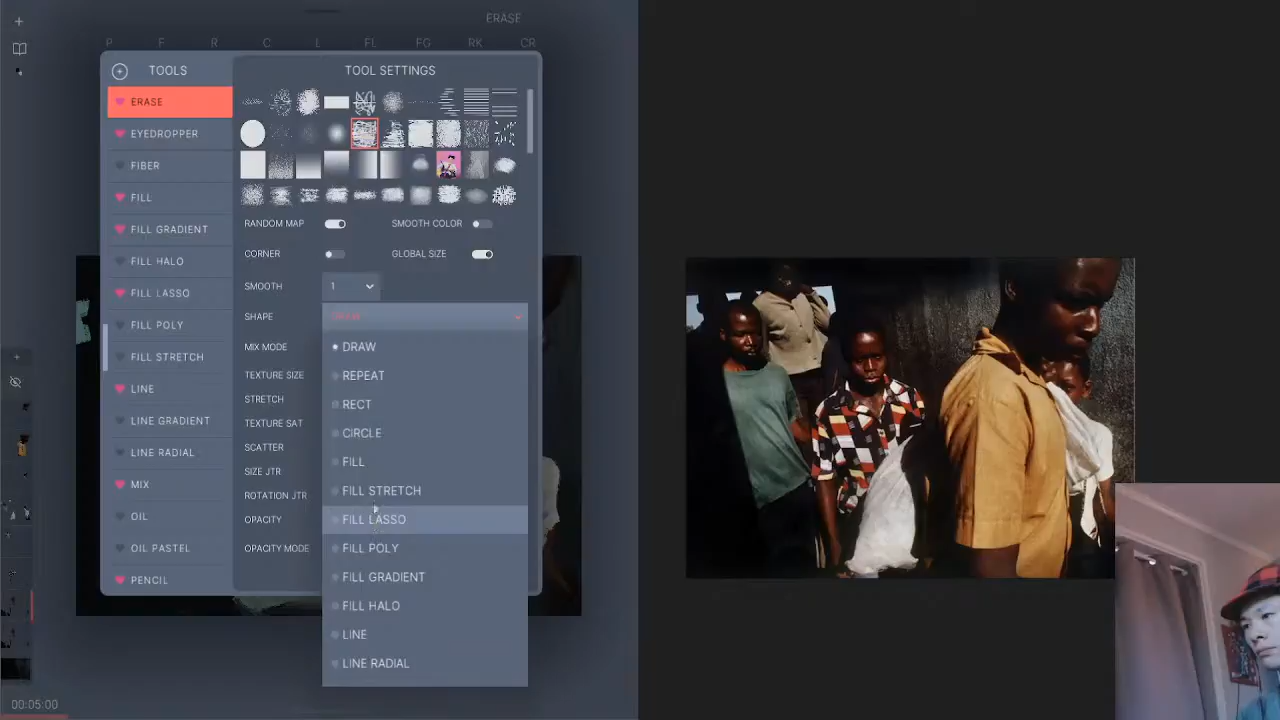 ERASE
P F R C L FL FG RK CR
TOOLS
TOOL SETTINGS
ERASE
EYEDROPPER
FIBER
FILL
FILL GRADIENT
FILL HALO
FILL LASSO
FILL POLY
FILL STRETCH
LINE
LINE GRADIENT
LINE RADIAL
MIX
OIL
OIL PASTEL
PENCIL
RANDOM MAP
SMOOTH COLOR
CORNER
GLOBAL SIZE
SMOOTH
1
SHAPE
DRAW
MIX MODE
TEXTURE SIZE
STRETCH
TEXTURE SAT
SCATTER
SIZE JTR
ROTATION JTR
OPACITY
OPACITY MODE
DRAW
REPEAT
RECT
CIRCLE
FILL
FILL STRETCH
FILL LASSO
FILL POLY
FILL GRADIENT
FILL HALO
LINE
LINE RADIAL
00:05:00